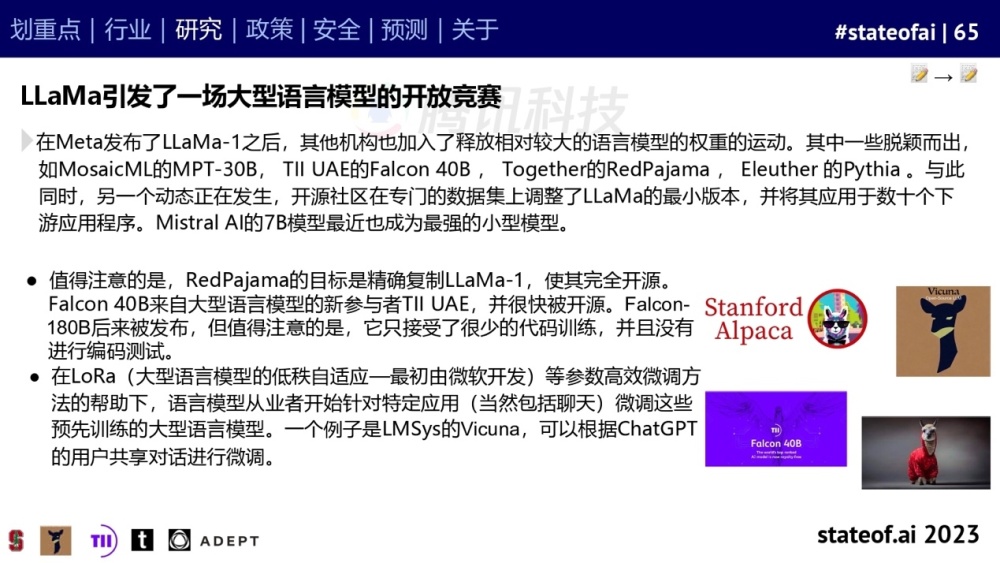 划重点 | 行业 | 研究 | 政策 | 安全 | 预测 | 关于
#stateofai | 65
LLaMa引发了一场大型语言模型的开放竞赛
腾讯科技
在Meta发布了LLaMa-1之后，其他机构也加入了释放相对较大的语言模型的权重的运动。其中一些脱颖而出，
如MosaicML的MPT-30B， TII UAE的Falcon 40B ， Together的RedPajama ， Eleuther 的Pythia 。与此
同时，另一个动态正在发生，开源社区在专门的数据集上调整了LLaMa的最小版本，并将其应用于数十个下
游应用程序。Mistral AI的7B模型最近也成为最强的小型模型。
● 值得注意的是，RedPajama的目标是精确复制LLaMa-1，使其完全开源。
Falcon 40B来自大型语言模型的新参与者TII UAE，并很快被开源。Falcon-
180B后来被发布，但值得注意的是，它只接受了很少的代码训练，并且没有
进行编码测试。
● 在LoRa（大型语言模型的低秩自适应—最初由微软开发）等参数高效微调方
法的帮助下，语言模型从业者开始针对特定应用（当然包括聊天）微调这些
预先训练的大型语言模型。一个例子是LMSys的Vicuna，可以根据ChatGPT
的用户共享对话进行微调。
Stanford
Alpaca
Vicuna
Open-Source LLM
TII
Falcon 40B
TII
t
ADEPT
stateof.ai 2023